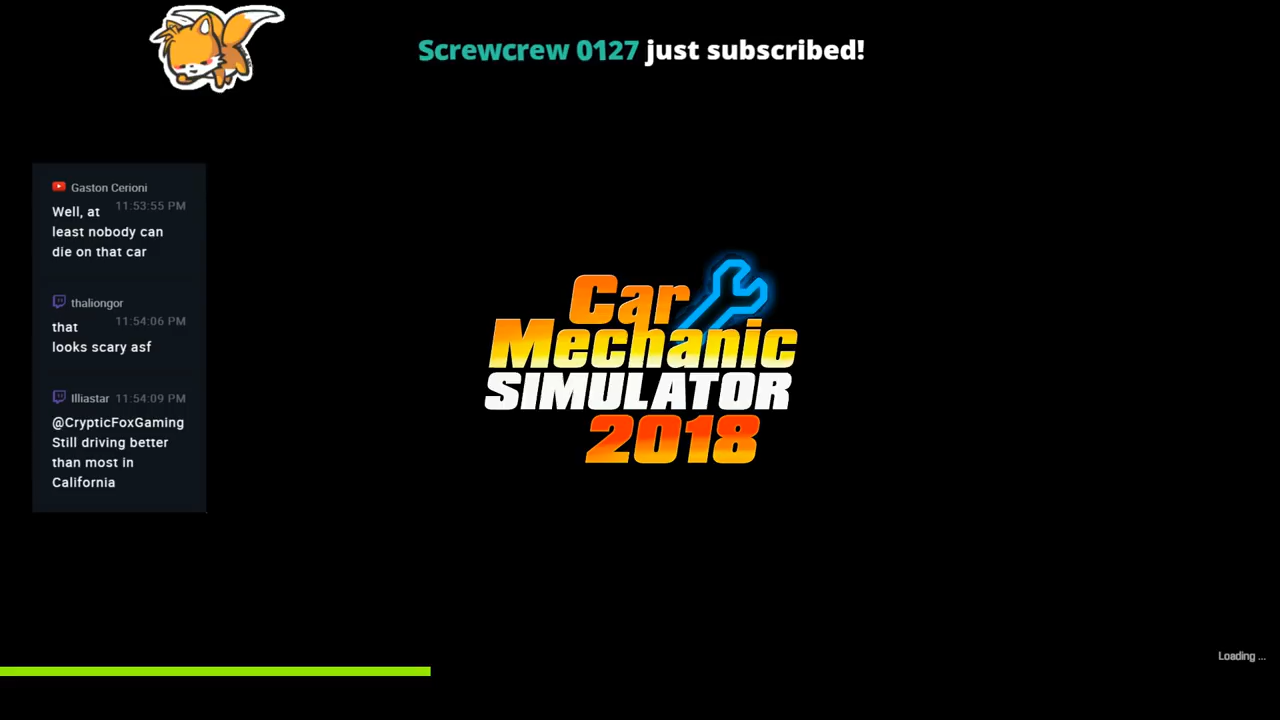 Screwcrew 0127 just subscribed!
Gaston Cerioni
11:53:55 PM
Well, at
least nobody can
die on that car
thaliongor
11:54:06 PM
that
looks scary asf
Illiastar 11:54:09 PM
@CrypticFoxGaming
Still driving better
than most in
California
Car
Mechanic
SIMULATOR
2018
Loading ...